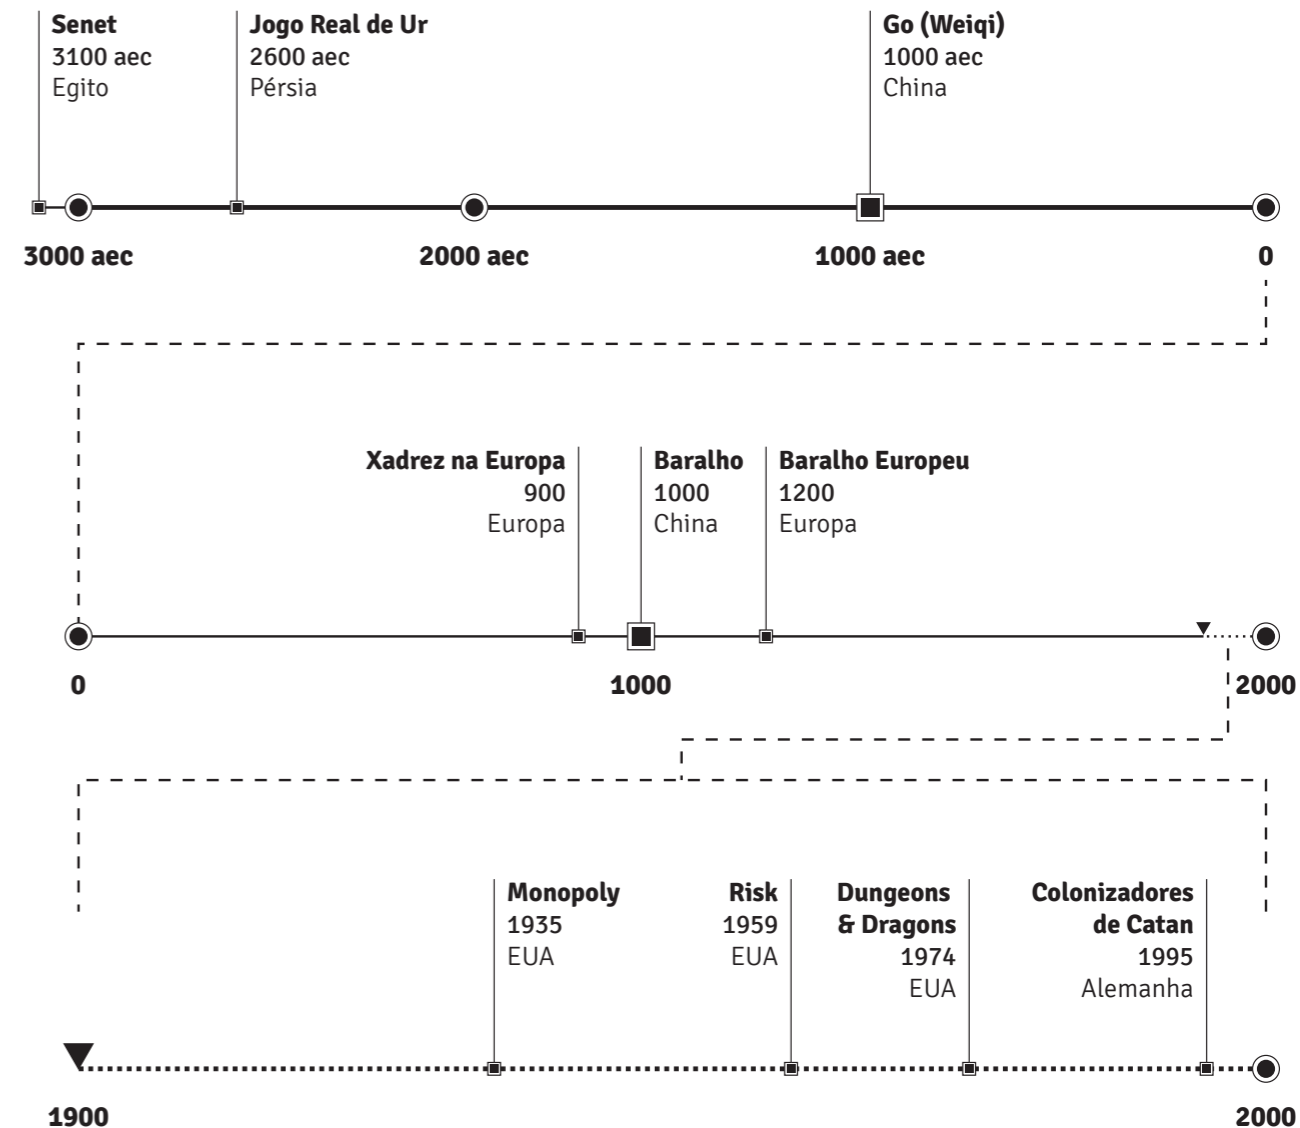 Senet
3100 aec
Egito
Jogo Real de Ur
2600 aec
Pérsia
Go (Weiqi)
1000 aec
China
3000 aec
2000 aec
1000 aec
0
Xadrez na Europa
900
Europa
Baralho
1000
China
Baralho Europeu
1200
Europa
0
1000
2000
Monopoly
1935
EUA
Risk
1959
EUA
Dungeons
& Dragons
1974
EUA
Colonizadores
de Catan
1995
Alemanha
1900
2000